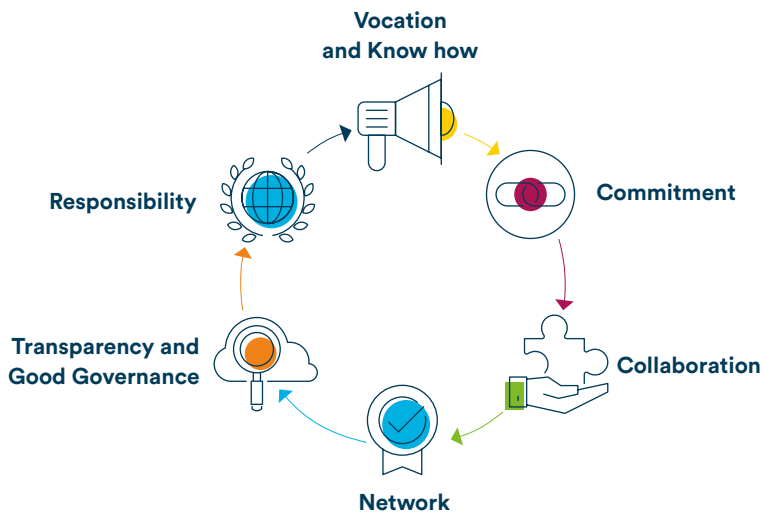 Vocation
and Know how
Commitment
Collaboration
Network
Transparency and
Good Governance
Responsibility